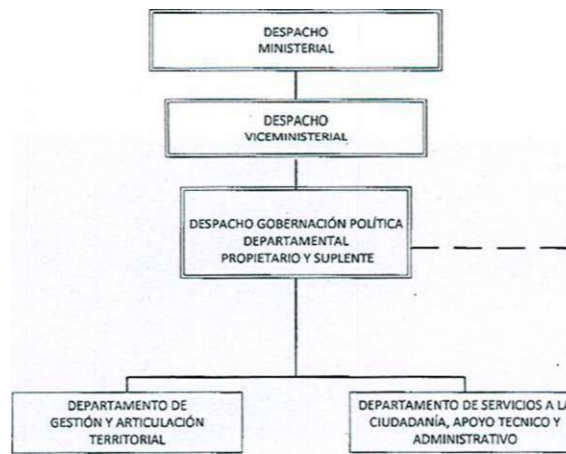 DESPACHO
MINISTERIAL
DESPACHO
VICEMINISTERIAL
DESPACHO GOBERNACIÓN POLÍTICA
DEPARTAMENTAL
PROPIETARIO Y SUPLENTE
DEPARTAMENTO DE
GESTIÓN Y ARTICULACIÓN
TERRITORIAL
DEPARTAMENTO DE SERVICIOS A LA
CIUDADANÍA, APOYO TECNICO Y
ADMINISTRATIVO